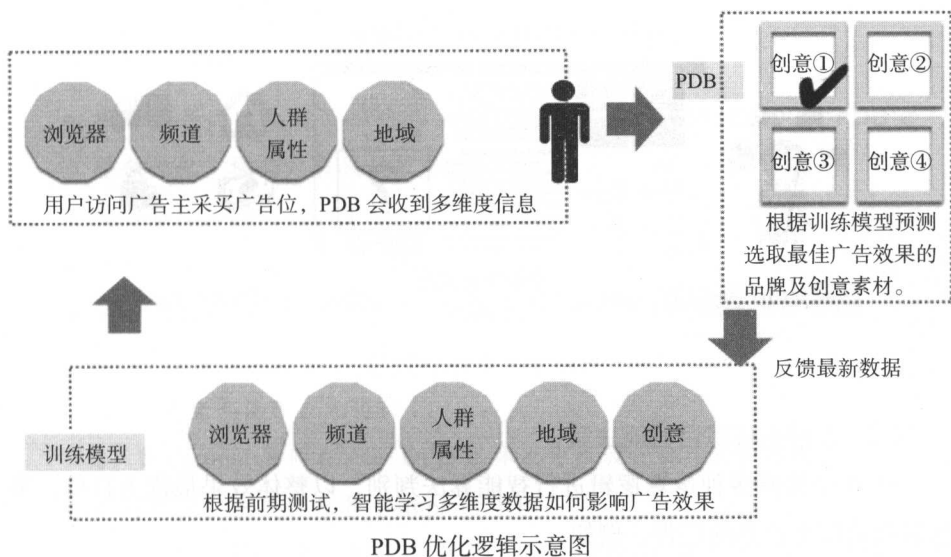 浏览器
频道
人群
属性
地域
用户访问广告主采买广告位，PDB 会收到多维度信息
PDB
创意①
创意②
创意③
创意④
根据训练模型预测
选取最佳广告效果的
品牌及创意素材。
反馈最新数据
训练模型
浏览器
频道
人群
属性
地域
创意
根据前期测试，智能学习多维度数据如何影响广告效果
PDB 优化逻辑示意图